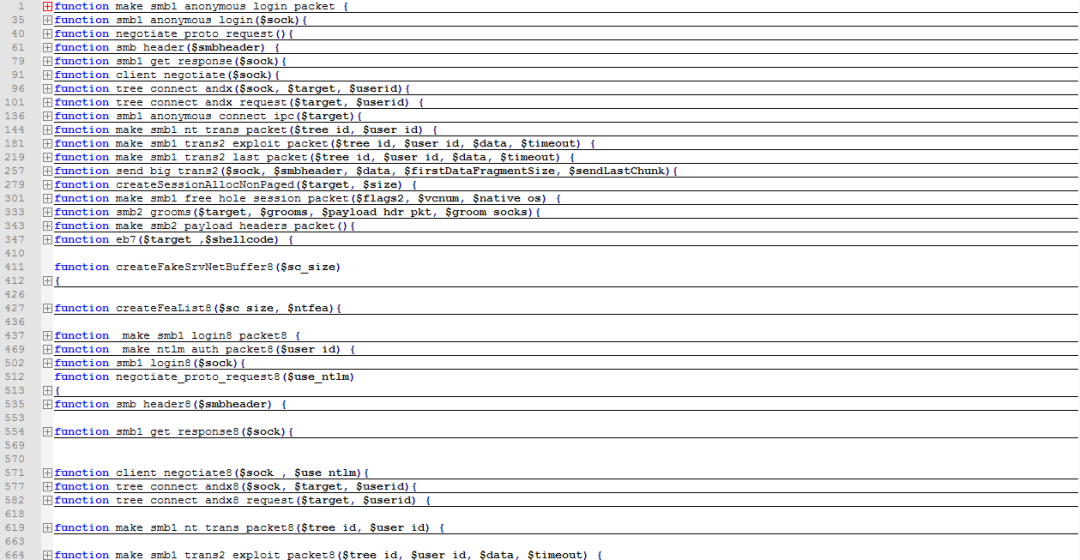 1 function make smb1 anonymous login packet {
35 function smb1 anonymous login($sock){
40 function negotiate proto request(){
61 function smb header($smbheader) {
79 function smb1 get response($sock){
91 function client negotiate($sock){
96 function tree connect andx($sock, $target, $userid){
101 function tree connect andx request($target, $userid) {
136 function smb1 anonymous connect ipc($target){
144 function make smb1 nt trans packet($tree id, $user id) {
181 function make smb1 trans2 exploit packet($tree id, $user id, $data, $timeout) {
219 function make smb1 trans2 last packet($tree id, $user id, $data, $timeout) {
257 function send big trans2($sock, $smbheader, $data, $firstDataFragmentSize, $sendLastChunk){
279 function createSessionAllocNonPaged($target, $size) {
301 function make smb1 free hole session packet($flags2, $vcnum, $native os) {
333 function smb2 grooms($target, $grooms, $payload hdr pkt, $groom socks){
343 function make smb2 payload headers packet(){
347 function eb7($target ,$shellcode) {
410
411 function createFakeSrvNetBuffer8($sc_size)
412 {
426
427 function createFeaList8($sc size, $ntfea){
436
437 function  make smb1 login8 packet8 {
469 function  make ntlm auth packet8($user id) {
502 function smb1 login8($sock){
512 function negotiate_proto_request8($use_ntlm)
513 {
535 function smb header8($smbheader) {
553
554 function smb1 get response8($sock){
569
570
571 function client negotiate8($sock , $use ntlm){
577 function tree connect andx8($sock, $target, $userid){
582 function tree connect andx8 request($target, $userid) {
618
619 function make smb1 nt trans packet8($tree id, $user id) {
663
664 function make smb1 trans2 exploit packet8($tree id, $user id, $data, $timeout) {